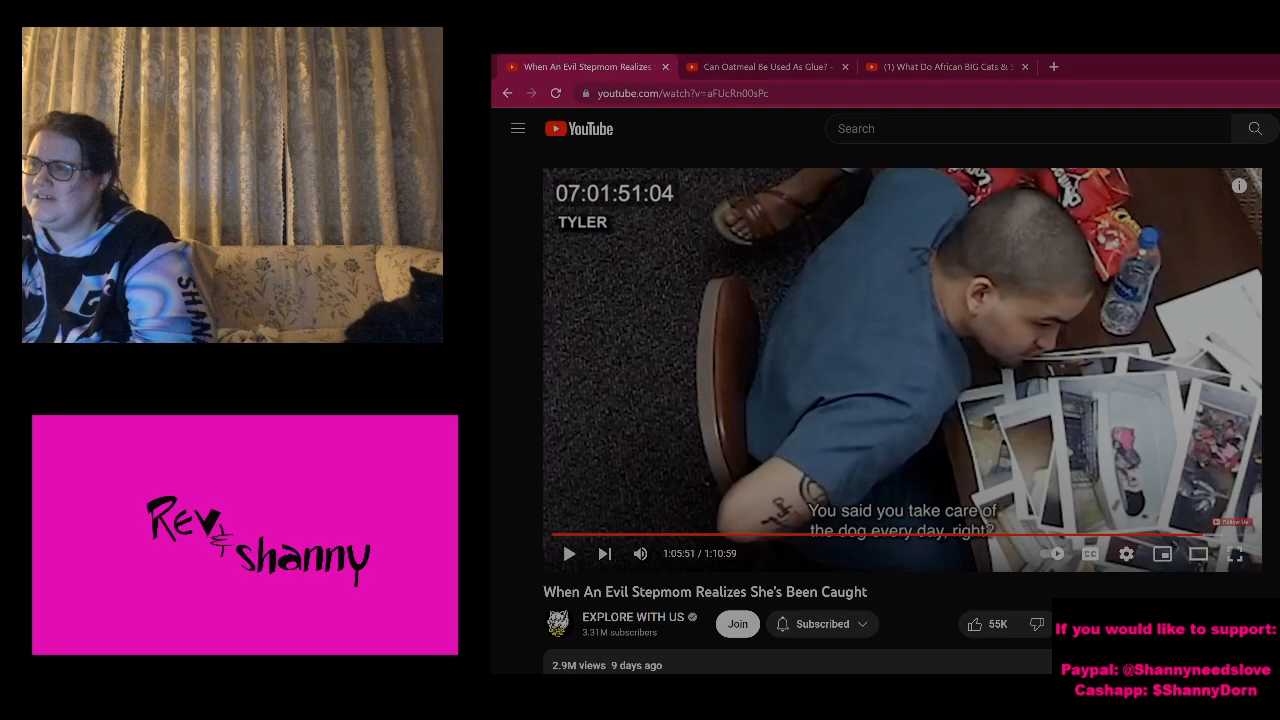 When An Evil Stepmom Realizes
Can Oatmeal Be Used As Glue? -
(1) What Do African BIG Cats &
youtube.com/watch?v=aFUcRn00sPc
YouTube
Search
07:01:51:04
TYLER
SHAN
You said you take care of
the dog every day, right?
Follow Us
1:05:51 / 1:10:59
CC
When An Evil Stepmom Realizes She's Been Caught
EXPLORE WITH US
3.31M subscribers
Join
Subscribed
55K
2.9M views 9 days ago
Rev
&
shanny
If you would like to support:
Paypal: @Shannyneedslove
Cashapp: $ShannyDorn